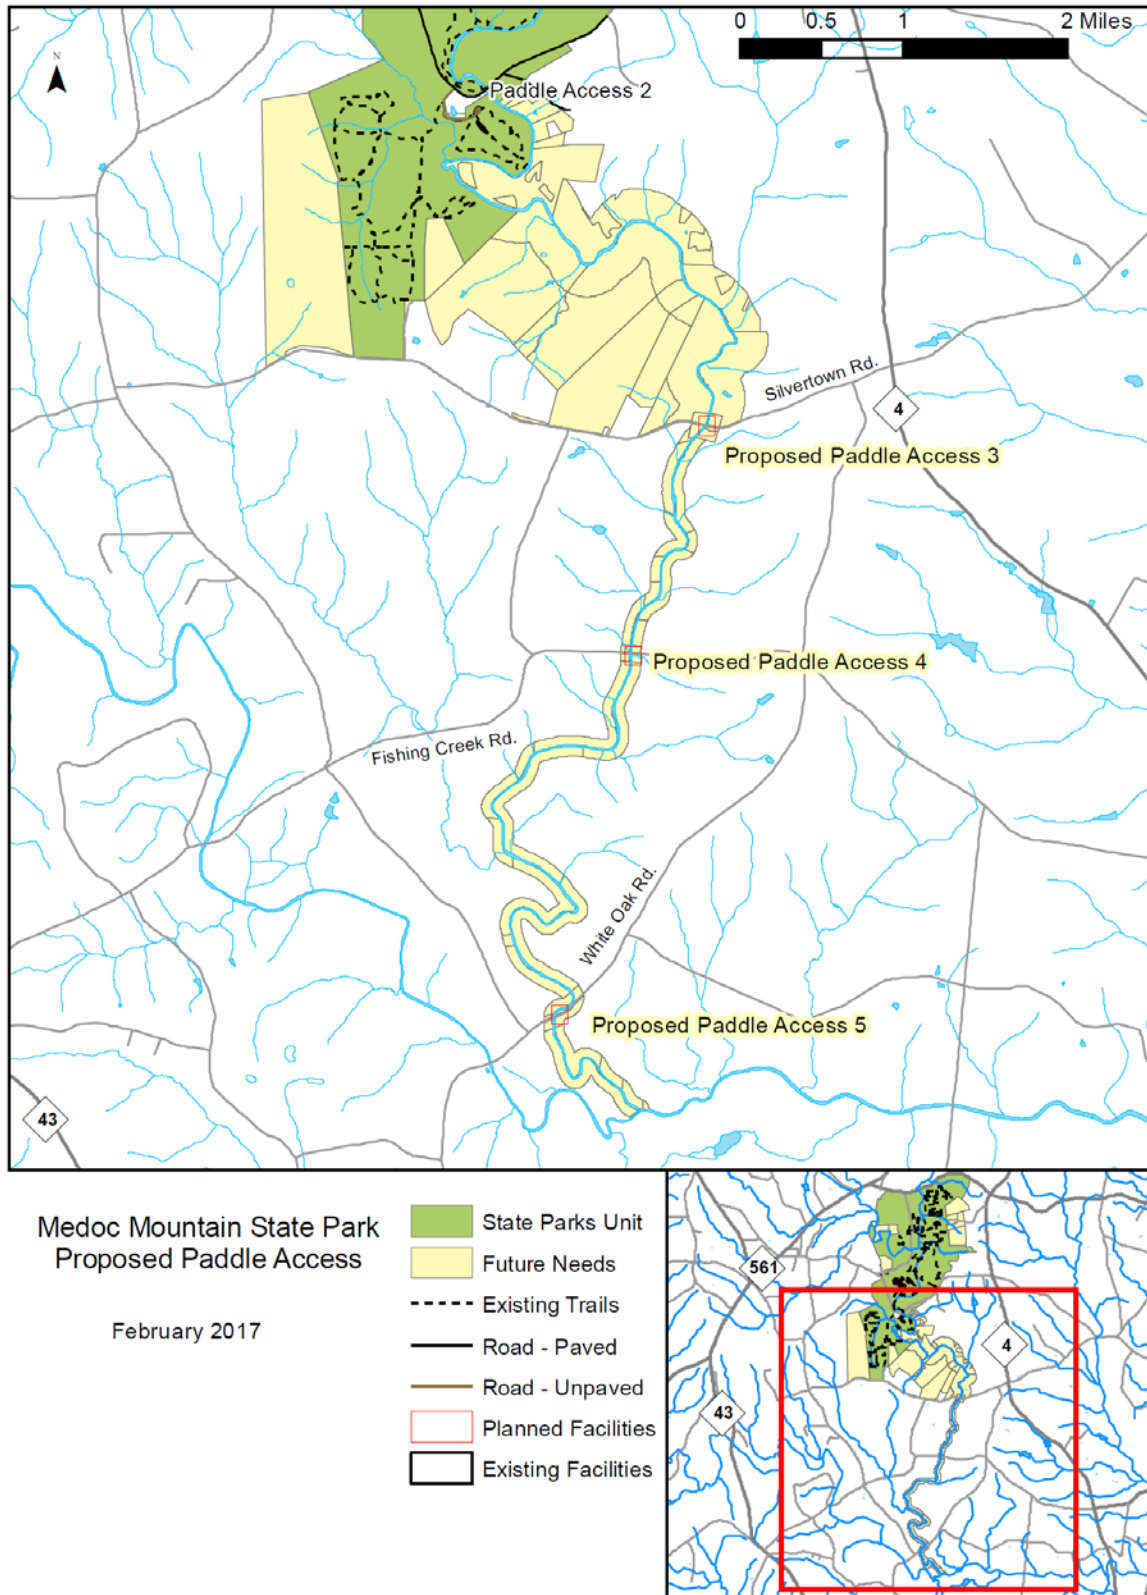 0 0.5 1 2 Miles
N
Paddle Access 2
Silvertown Rd.
4
Proposed Paddle Access 3
Proposed Paddle Access 4
Fishing Creek Rd.
White Oak Rd.
Proposed Paddle Access 5
43
Medoc Mountain State Park
Proposed Paddle Access
February 2017
State Parks Unit
Future Needs
Existing Trails
Road - Paved
Road - Unpaved
Planned Facilities
Existing Facilities
561
4
43